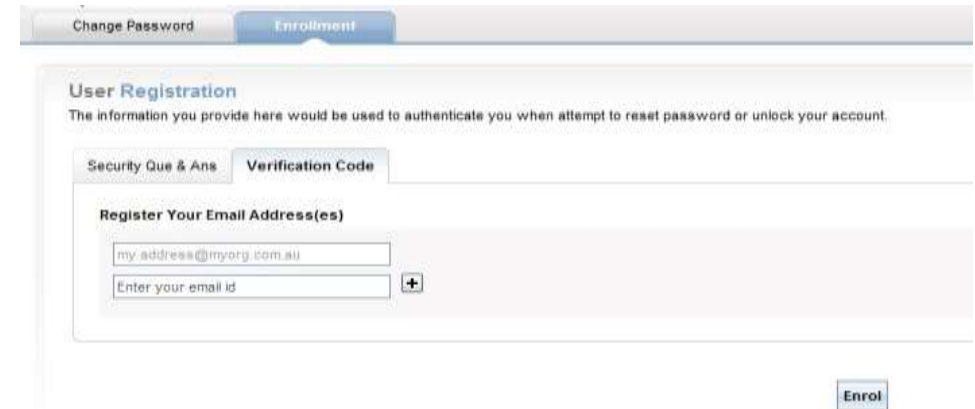 Change Password Enrollment
User Registration
The information you provide here would be used to authenticate you when attempt to reset password or unlock your account.
Security Que & Ans Verification Code
Register Your Email Address(es)
my.address@myorg.com.au
Enter your email id
Enrol